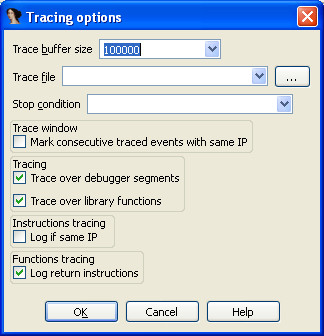 Tracing options
Trace buffer size 100000
Trace file ...
Stop condition
Trace window
Mark consecutive traced events with same IP
Tracing
Trace over debugger segments
Trace over library functions
Instructions tracing
Log if same IP
Functions tracing
Log return instructions
OK Cancel Help